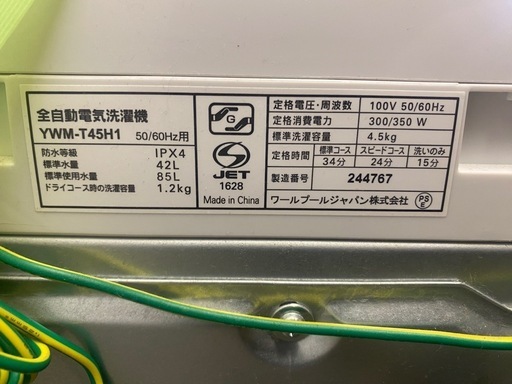 全自動電気洗濯機
YWM-T45H1 50/60Hz用
防水等級 IPX4
標準水量 42L
標準使用水量 85L
ドライコース時の洗濯容量 1.2kg
G
JET
1628
Made in China
定格電圧・周波数 100V 50/60Hz
定格消費電力 300/350 W
標準洗濯容量 4.5kg
定格時間 標準コース スピードコース 洗いのみ
34分 24分 15分
製造番号 244767
ワールプールジャパン株式会社 PSE